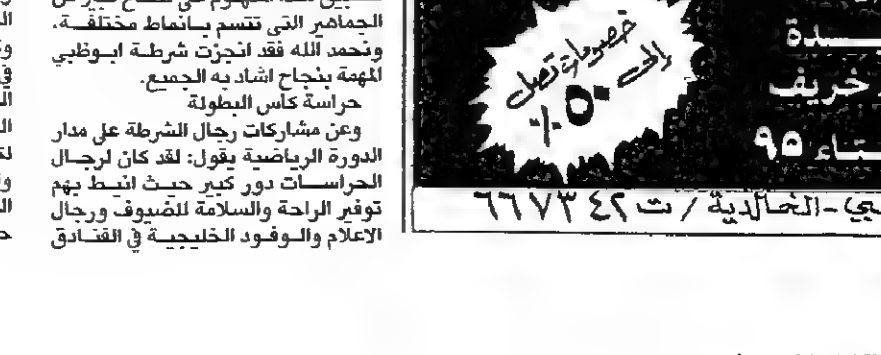 الجماهير التي تتسم بانماط مختلفة،
ونحمد الله فقد انجزت شرطة ابوظبي
المهمة بنجاح اشاد به الجميع.
حراسة كاس البطولة
وعن مشاركات رجال الشرطة على مدار
الدورة الرياضية يقول: لقد كان لرجال
الحراسات دور كبير حيث انيط بهم
توفير الراحة والسلامة للضيوف ورجال
الاعلام والوفود الخليجية في الفنادق
خصومات تصل
إلى ٥٠٪
خريف
٩٥
الخالدية / ت ٦٦٧٣٤٢